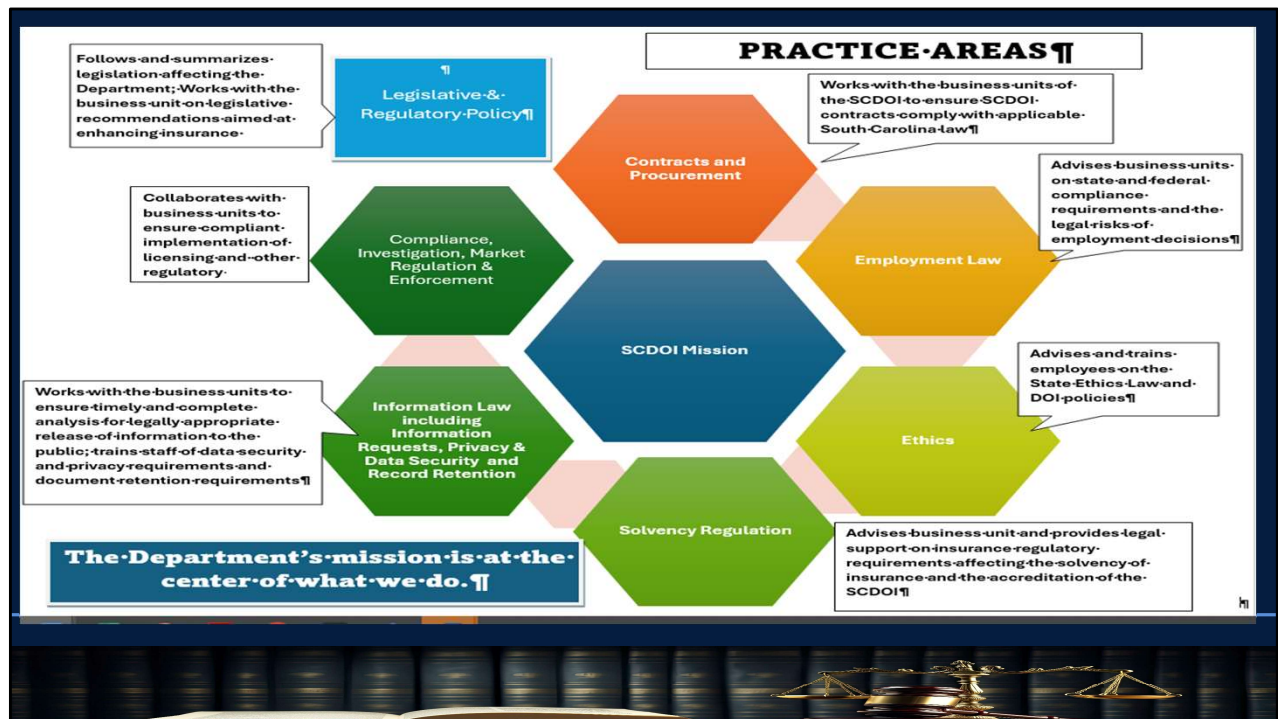 PRACTICE·AREAS¶
Follows·and·summarizes·
legislation·affecting·the·
Department;·Works·with·the·
business·unit·on·legislative·
recommendations·aimed·at·
enhancing·insurance·
¶
Legislative·&·
Regulatory·Policy¶
Works·with·the·business·units·of·
the·SCDOI·to·ensure·SCDOI·
contracts·comply·with·applicable·
South·Carolina·law¶
Contracts and
Procurement
Advises·business·units·
on·state·and·federal·
compliance·
requirements·and·the·
legal·risks·of·
employment·decisions¶
Employment Law
Collaborates·with·
business·units·to·
ensure·compliant·
implementation·of·
licensing·and··other·
regulatory·
Compliance,
Investigation, Market
Regulation &
Enforcement
SCDOI Mission
Advises·and·trains·
employees·on·the·
State·Ethics·Law·and·
DOI·policies¶
Ethics
Works·with·the·business·units·to·
ensure·timely·and·complete·
analysis·for·legally·appropriate·
release·of·information·to·the·
public;·trains·staff·of·data·security·
and·privacy·requirements·and·
document·retention·requirements¶
Information Law
including
Information
Requests, Privacy &
Data Security and
Record Retention
Solvency Regulation
Advises·business·unit·and·provides·legal·
support·on·insurance·regulatory·
requirements·affecting·the·solvency·of·
insurance·and·the·accreditation·of·the·
SCDOI¶
The·Department's·mission·is·at·the·
center·of·what·we·do.¶
¶